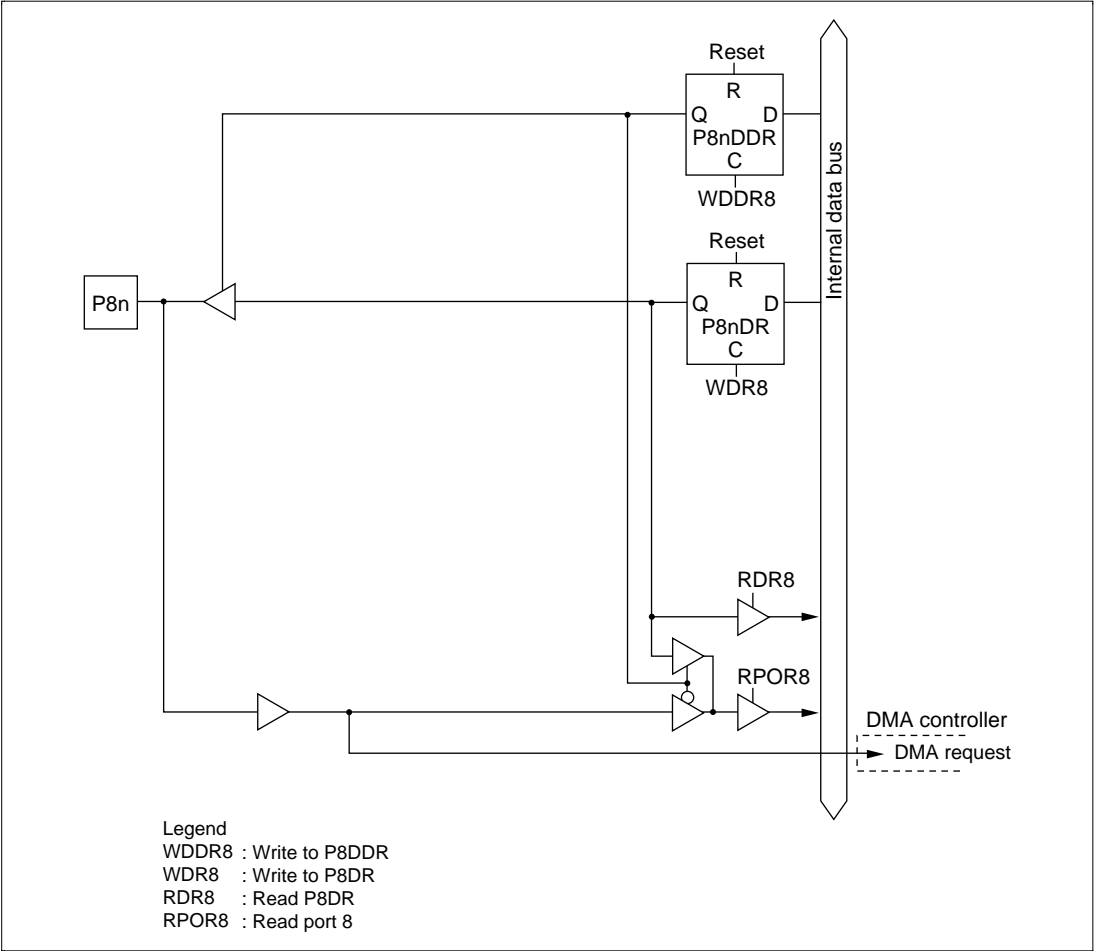 Reset
R
Q D
P8nDDR
C
WDDR8
Internal data bus
Reset
R
P8n
Q D
P8nDR
C
WDR8
RDR8
RPOR8
DMA controller
DMA request
Legend
WDDR8 : Write to P8DDR
WDR8 : Write to P8DR
RDR8 : Read P8DR
RPOR8 : Read port 8